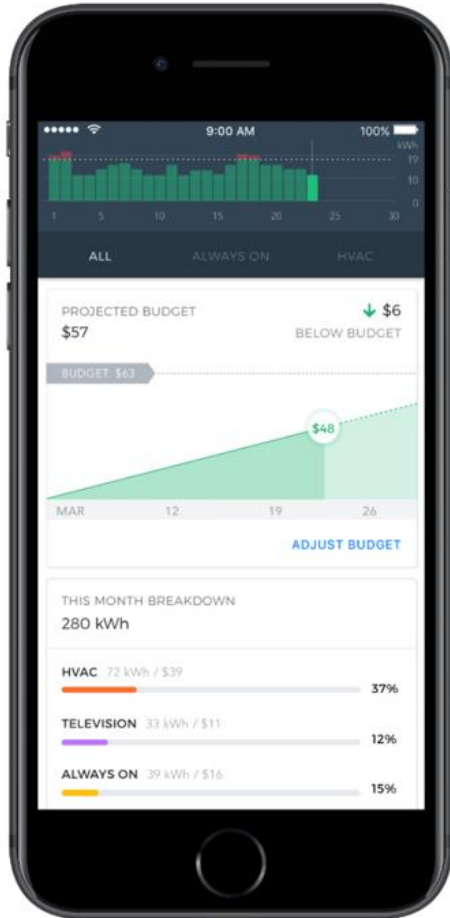 9:00 AM 100%
kWh
19
10
0
1 5 10 15 20 25 30
ALL ALWAYS ON HVAC
PROJECTED BUDGET $6
$57 BELOW BUDGET
BUDGET: $63
$48
MAR 12 19 26
ADJUST BUDGET
THIS MONTH BREAKDOWN
280 kWh
HVAC 72 kWh / $39
37%
TELEVISION 33 kWh / $11
12%
ALWAYS ON 39 kWh / $16
15%